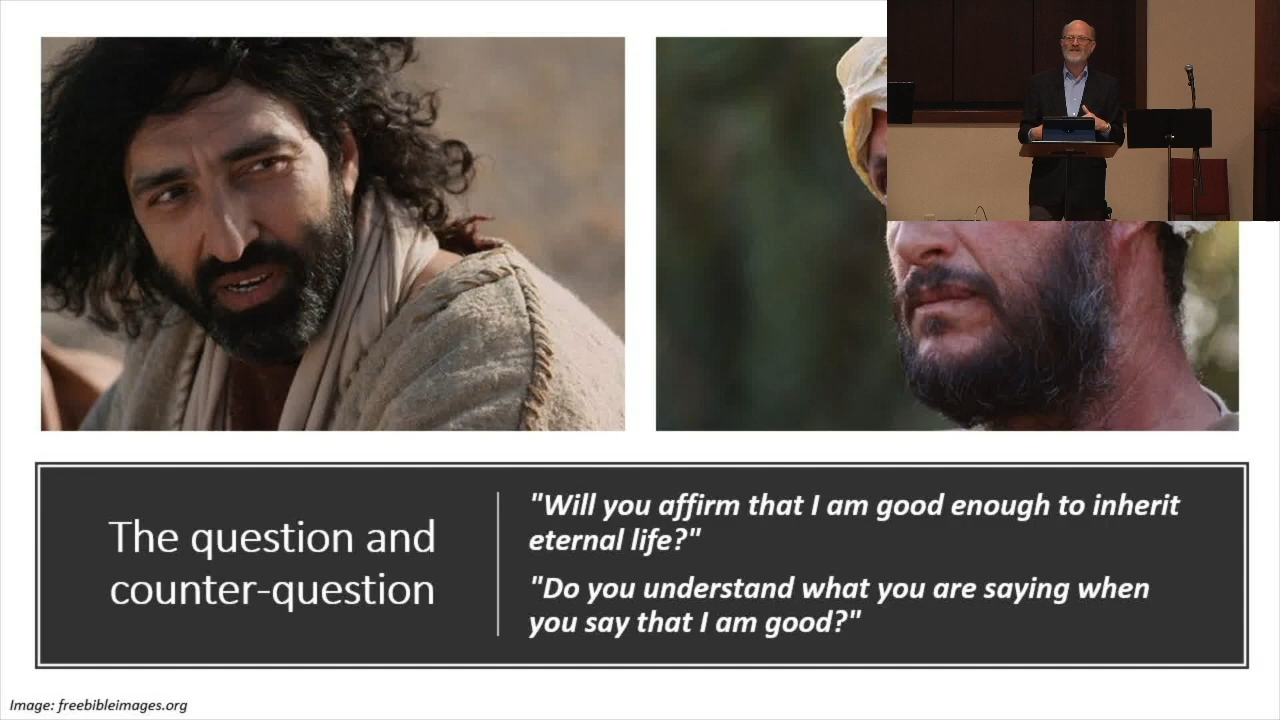 The question and
counter-question
"Will you affirm that I am good enough to inherit
eternal life?"
"Do you understand what you are saying when
you say that I am good?"
Image: freebibleimages.org